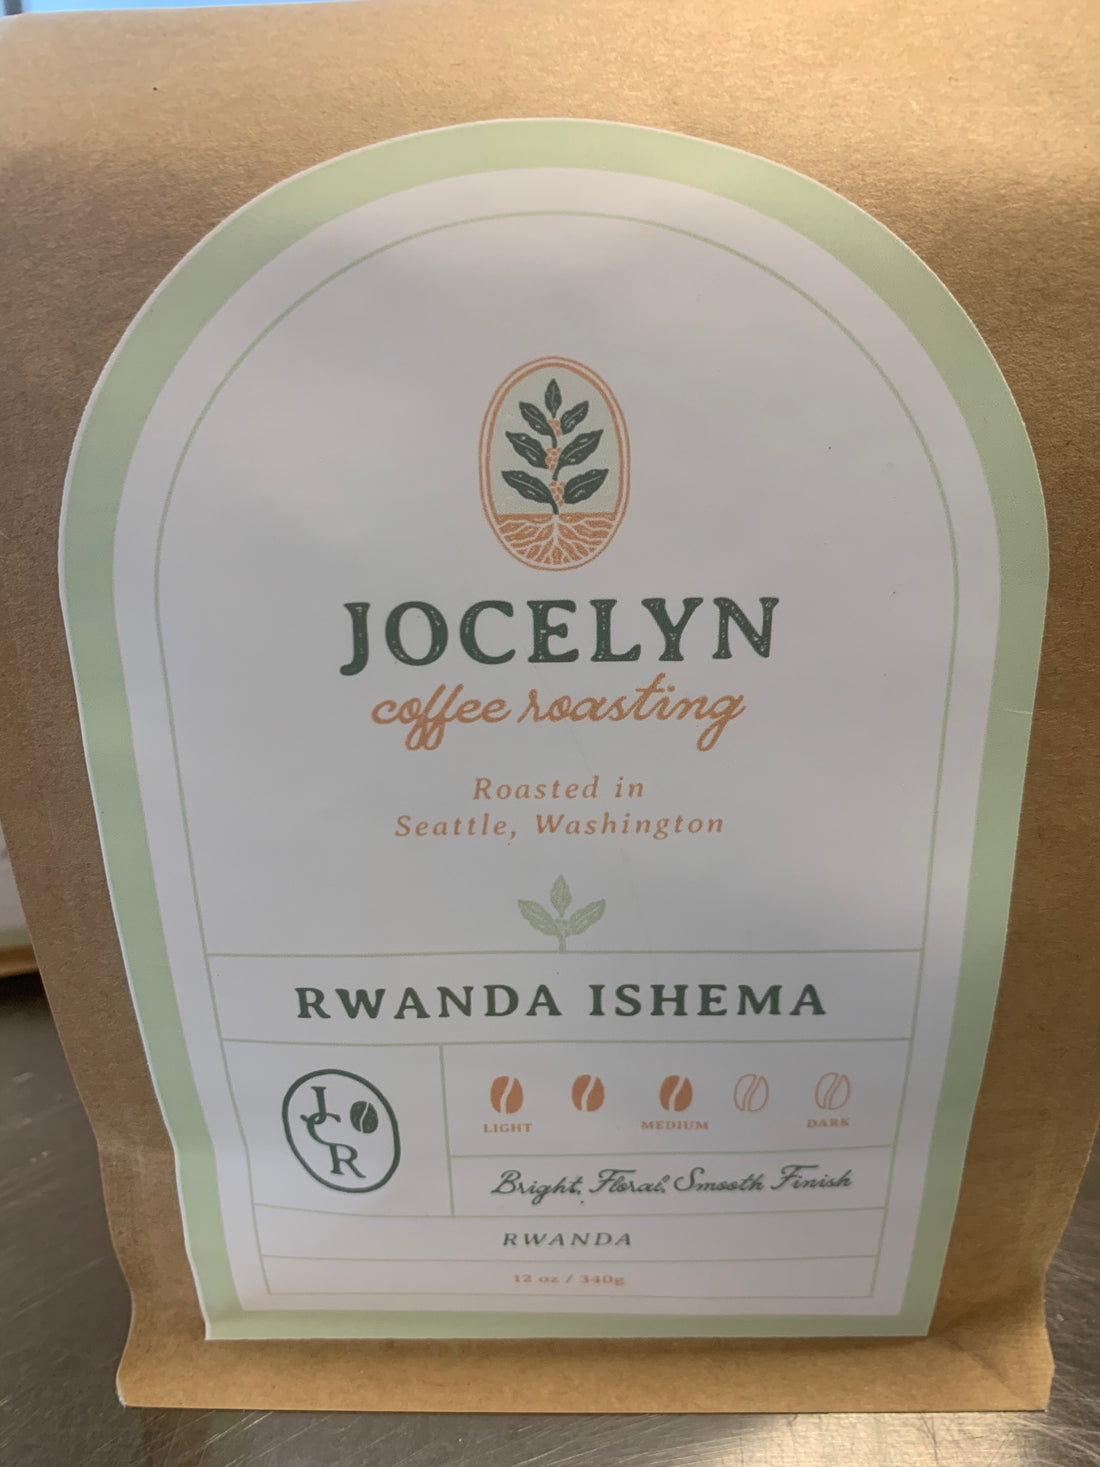 JOCELYN
coffee roasting
Roasted in
Seattle, Washington
RWANDA ISHEMA
JCR
LIGHT MEDIUM DARK
Bright, Floral, Smooth Finish
RWANDA
12 oz / 340g